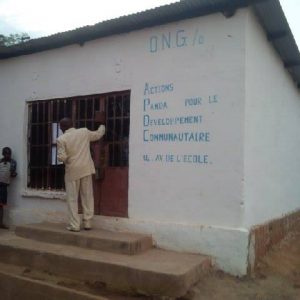 ONG/o
ACTIONS
PANDA POUR LE
DEVELOPPEMENT
COMMUNAUTAIRE
AV DE L'ECOLE.